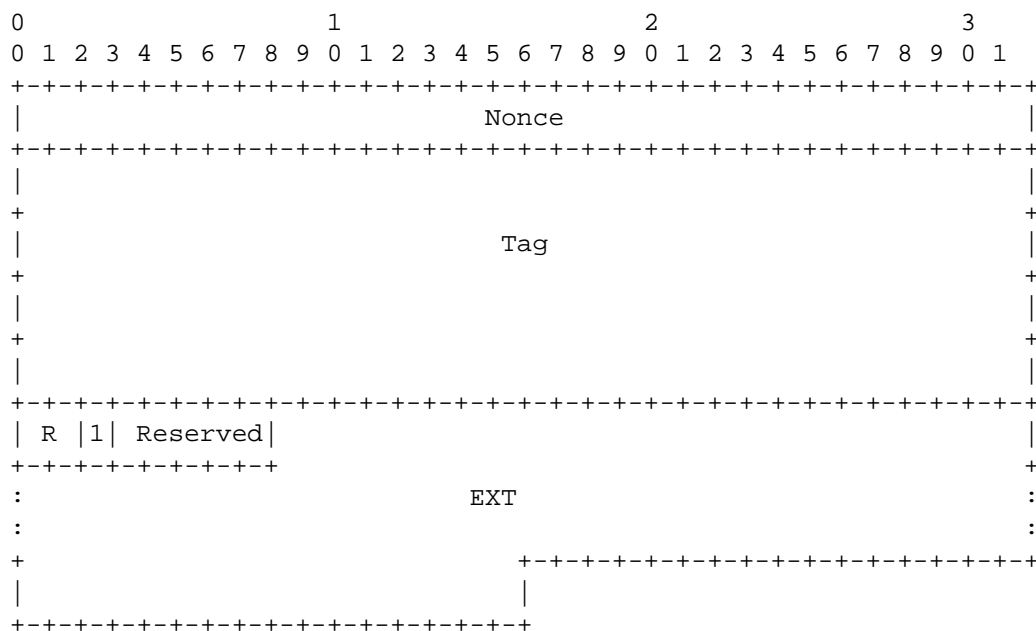 0                   1                   2                   3
0 1 2 3 4 5 6 7 8 9 0 1 2 3 4 5 6 7 8 9 0 1 2 3 4 5 6 7 8 9 0 1
+-+-+-+-+-+-+-+-+-+-+-+-+-+-+-+-+-+-+-+-+-+-+-+-+-+-+-+-+-+-+-+-+
|                             Nonce                             |
+-+-+-+-+-+-+-+-+-+-+-+-+-+-+-+-+-+-+-+-+-+-+-+-+-+-+-+-+-+-+-+-+
|                                                               |
+                                                               +
|                              Tag                              |
+                                                               +
|                                                               |
+                                                               +
|                                                               |
+-+-+-+-+-+-+-+-+-+-+-+-+-+-+-+-+-+-+-+-+-+-+-+-+-+-+-+-+-+-+-+-+
| R |1| Reserved|                                               |
+-+-+-+-+-+-+-+-+                                               +
:                            EXT                                :
:                                                               :
+                               +-+-+-+-+-+-+-+-+-+-+-+-+-+-+-+-+
|                               |
+-+-+-+-+-+-+-+-+-+-+-+-+-+-+-+-+